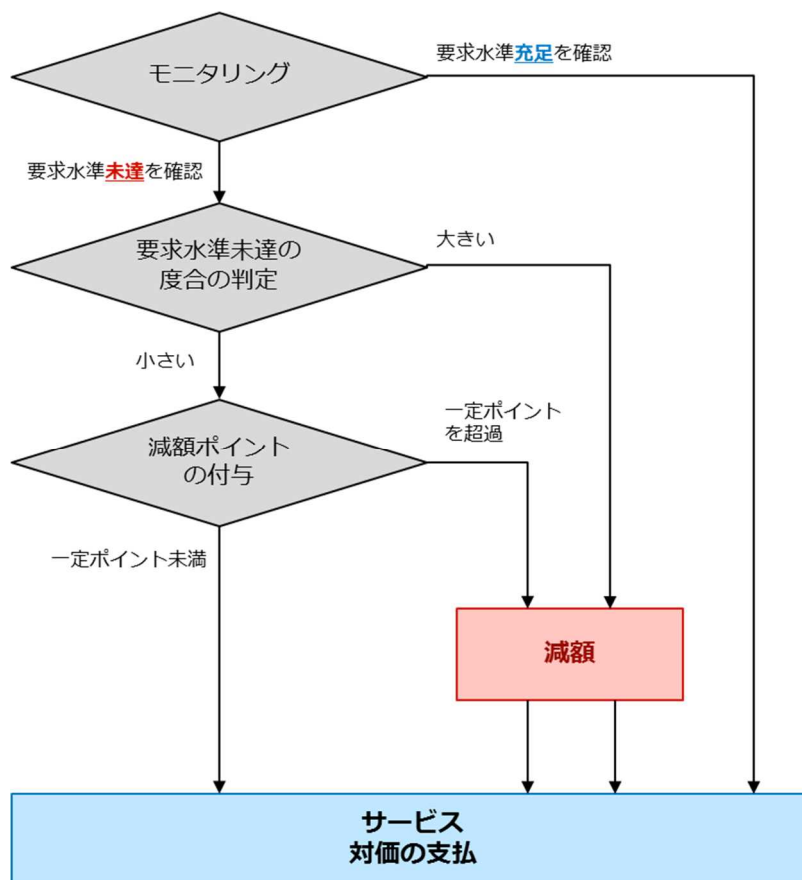 モニタリング
要求水準充足を確認
要求水準未達を確認
要求水準未達の
度合の判定
大きい
小さい
減額ポイント
の付与
一定ポイント
を超過
一定ポイント未満
減額
サービス
対価の支払